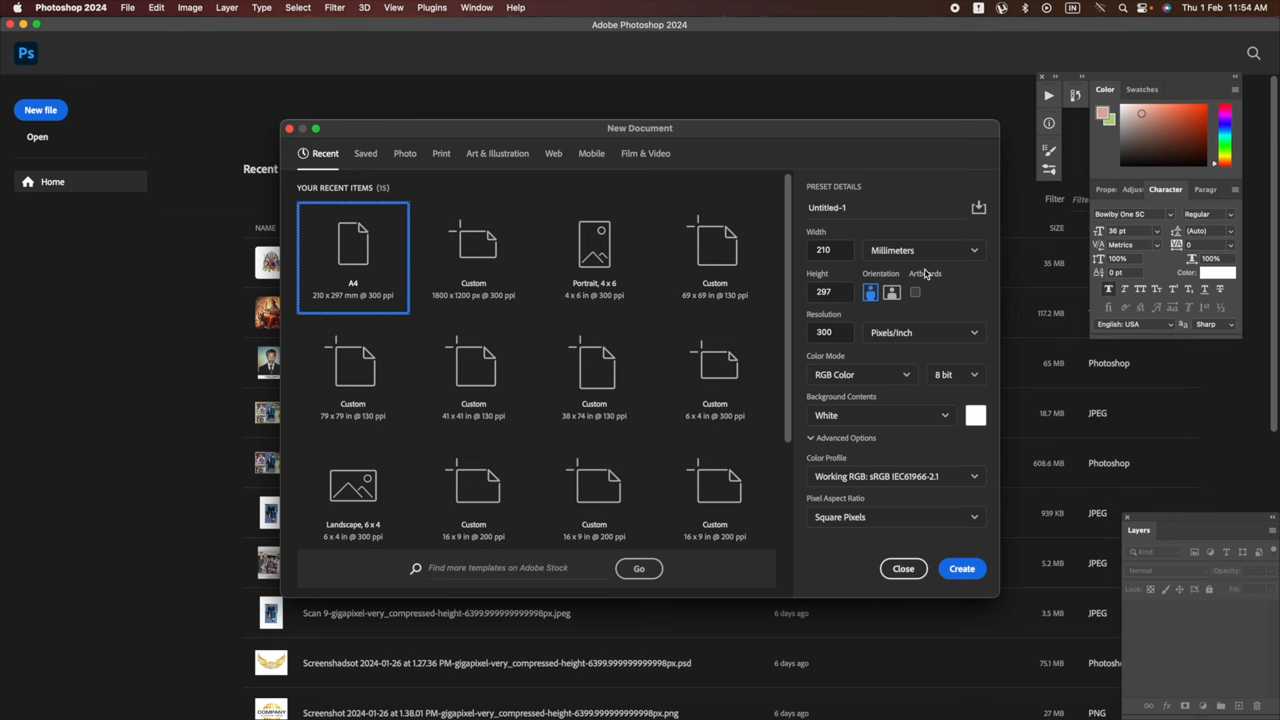 Photoshop 2024 File Edit Image Layer Type Select Filter 3D View Plugins Window Help IN Thu 1 Feb 11:54 AM
Adobe Photoshop 2024
Ps
New file
Open
Home
Recent
NAME
Filter
SIZE
New Document
Recent Saved Photo Print Art & Illustration Web Mobile Film & Video
YOUR RECENT ITEMS (15)
A4
210 x 297 mm @ 300 ppi
Custom
1800 x 1200 px @ 300 ppi
Portrait, 4 x 6
4 x 6 in @ 300 ppi
Custom
69 x 69 in @ 130 ppi
Custom
79 x 79 in @ 130 ppi
Custom
41 x 41 in @ 130 ppi
Custom
38 x 74 in @ 130 ppi
Custom
6 x 4 in @ 300 ppi
Landscape, 6 x 4
6 x 4 in @ 300 ppi
Custom
16 x 9 in @ 200 ppi
Custom
16 x 9 in @ 200 ppi
Custom
16 x 9 in @ 200 ppi
Find more templates on Adobe Stock
Go
PRESET DETAILS
Untitled-1
Width
210 Millimeters
Height Orientation Artboards
297
Resolution
300 Pixels/Inch
Color Mode
RGB Color 8 bit
Background Contents
White
Advanced Options
Color Profile
Working RGB: sRGB IEC61966-2.1
Pixel Aspect Ratio
Square Pixels
Close Create
35 MB
117.2 MB
65 MB Photoshop
18.7 MB JPEG
608.6 MB Photoshop
939 KB JPEG
5.2 MB JPEG
Scan 9-gigapixel-very_compressed-height-6399.999999999998px.jpeg 6 days ago 3.5 MB JPEG
Screenshadsot 2024-01-26 at 1.27.36 PM-gigapixel-very_compressed-height-6399.999999999998px.psd 6 days ago 75.1 MB Photosh
COMPANY
Screenshot 2024-01-26 at 1.38.01 PM-gigapixel-very_compressed-height-6399.999999999998px.png 6 days ago 27 MB PNG
Color Swatches
Prope Adjus Character Paragr
Bowlby One SC Regular
36 pt (Auto)
Metrics 0
100% 100%
0 pt Color:
English: USA Sharp
Layers
Kind
Normal Opacity:
Lock: Fill: